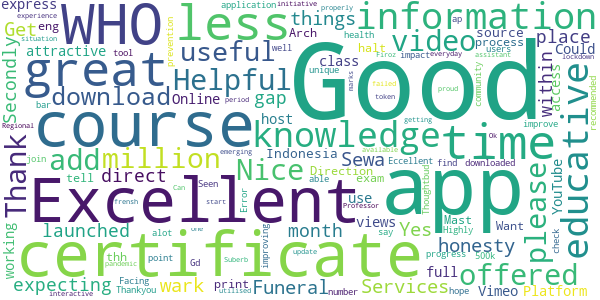 express
application
initiative
WHO
less
information
eng
Get
attractive
things
Arch
halt
source
place
situation
tool
prevention
well
health
process
Could
users
great
useful
video
Secondly
download
Helpful
class
unique
impact
Firoz
everyday
ap
assistant
lockdown
within
bar
Online
gap
Good
marks
token
community
access
recommended
Regional
period
host
failed
proud
course
knowledge
time
improve
educative
join
emerging
Indonesia
available
getting
Ok
Thank
add
million
Nice
Sewa
Eccellent
find
downloaded
tell
direct
Seen
able
Direction
exam
Thoughtbud
please
check
YouTube
Excellent
app
Can
frensh
start
Error
use
Professor
working
launched
alot
month
improving
views
Yes
Mast
Highly
Want
honesty
certificate
say
progress
500k
expecting
thh
point
Gd
update
full
offered
pandemic
Facing
Thankyou
wark
Suberb
print
Funeral
number
Services
hope
Vimeo
Platform
interactive
utilised